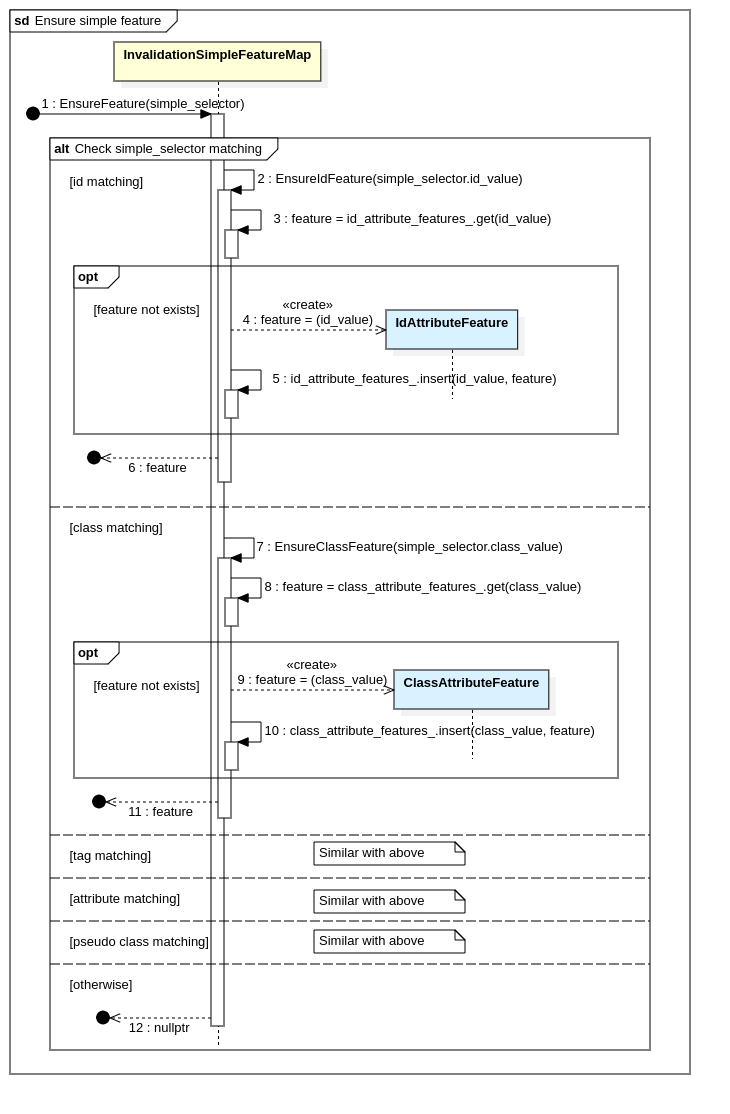 sd Ensure simple feature
InvalidationSimpleFeatureMap
1 : EnsureFeature(simple_selector)
alt Check simple_selector matching
[id matching]
2 : EnsureIdFeature(simple_selector.id_value)
3 : feature = id_attribute_features_.get(id_value)
opt
[feature not exists]
«create»
4 : feature = (id_value)
IdAttributeFeature
5 : id_attribute_features_.insert(id_value, feature)
6 : feature
[class matching]
7 : EnsureClassFeature(simple_selector.class_value)
8 : feature = class_attribute_features_.get(class_value)
opt
[feature not exists]
«create»
9 : feature = (class_value)
ClassAttributeFeature
10 : class_attribute_features_.insert(class_value, feature)
11 : feature
[tag matching]
Similar with above
[attribute matching]
Similar with above
[pseudo class matching]
Similar with above
[otherwise]
12 : nullptr